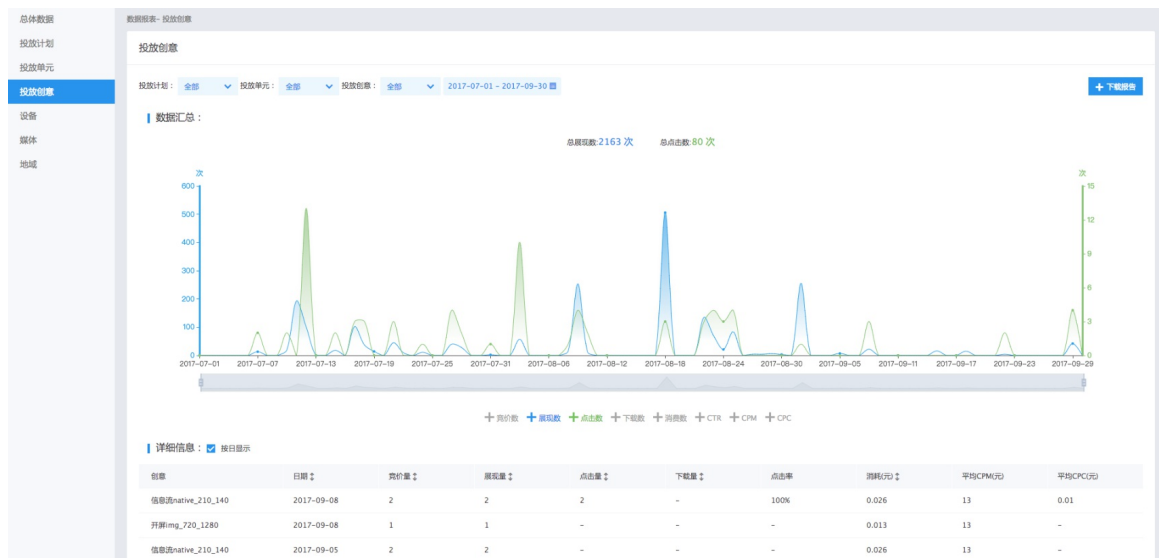 总体数据
投放计划
投放单元
投放创意
设备
媒体
地域
数据报表- 投放创意
投放创意
投放计划： 全部 投放单元： 全部 投放创意： 全部 2017-07-01 - 2017-09-30
下载报告
数据汇总：
总展现数:2163 次 总点击数:80 次
次 次
600 15
500
12
400
9
300
6
200
3
100
0 0
2017-07-01 2017-07-07 2017-07-13 2017-07-19 2017-07-25 2017-07-31 2017-08-06 2017-08-12 2017-08-18 2017-08-24 2017-08-30 2017-09-05 2017-09-11 2017-09-17 2017-09-23 2017-09-29
竞价数 展现数 点击数 下载数 消费数 CTR CPM CPC
详细信息： 按日显示
创意 日期 竞价量 展现量 点击量 下载量 点击率 消耗(元) 平均CPM(元) 平均CPC(元)
信息流native_210_140 2017-09-08 2 2 2 - 100% 0.026 13 0.01
开屏img_720_1280 2017-09-08 1 1 - - - 0.013 13 -
信息流native_210_140 2017-09-05 2 2 - - - 0.026 13 -